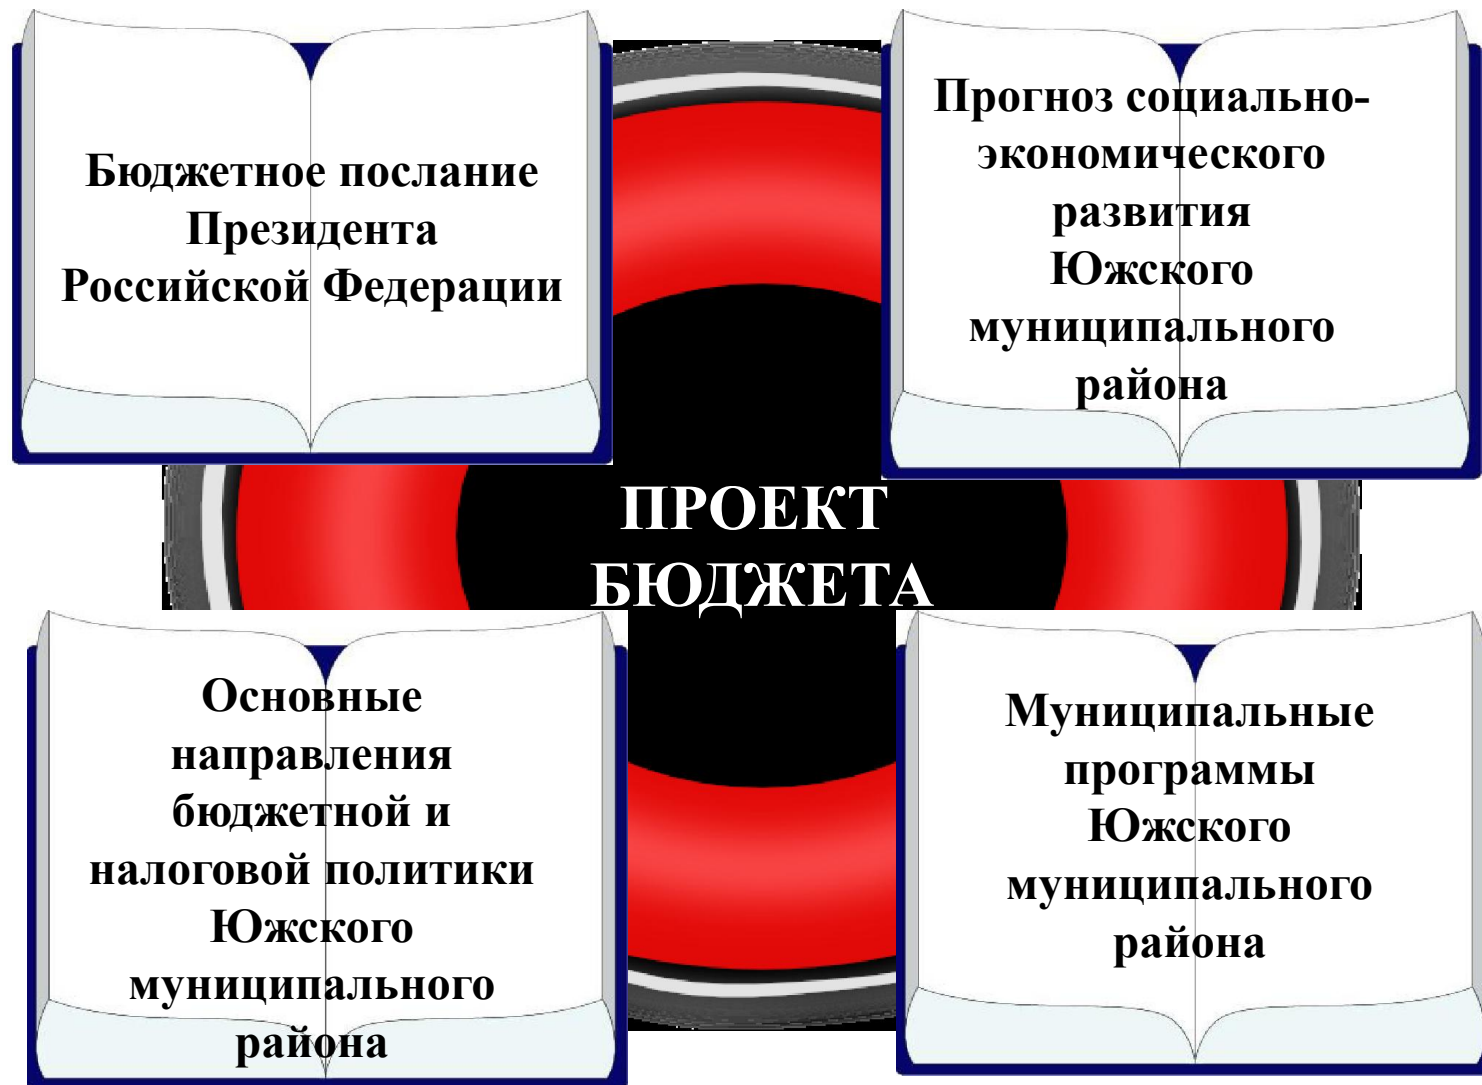 Бюджетное послание
Президента
Российской Федерации
Прогноз социально-
экономического
развития
Южского
муниципального
района
ПРОЕКТ
БЮДЖЕТА
Основные
направления
бюджетной и
налоговой политики
Южского
муниципального
района
Муниципальные
программы
Южского
муниципального
района